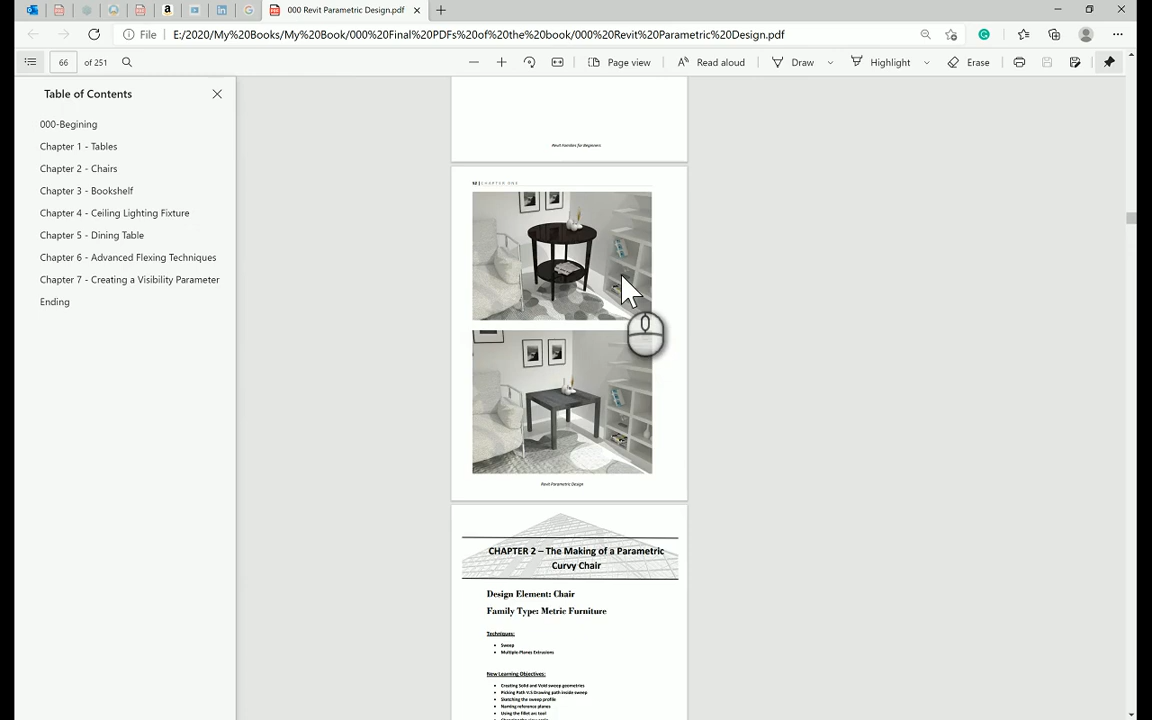 000 Revit Parametric Design.pdf
File
E:/2020/My%20Books/My%20Book/000%20Final%20PDFs%20of%20the%20book/000%20Revit%20Parametric%20Design.pdf
66 of 251
Page view
Read aloud
Draw
Highlight
Erase
Table of Contents
000-Begining
Chapter 1 - Tables
Chapter 2 - Chairs
Chapter 3 - Bookshelf
Chapter 4 - Ceiling Lighting Fixture
Chapter 5 - Dining Table
Chapter 6 - Advanced Flexing Techniques
Chapter 7 - Creating a Visibility Parameter
Ending
Revit Families for Beginners
CHAPTER ONE
Revit Parametric Design
CHAPTER 2 – The Making of a Parametric
Curvy Chair
Design Element: Chair
Family Type: Metric Furniture
Techniques:
Sweep
Multiple Planes Extrusions
New Learning Objectives:
Creating Solid and Void sweep geometries
Picking Path V.S Drawing path inside sweep
Sketching the sweep profile
Naming reference planes
Using the fillet arc tool